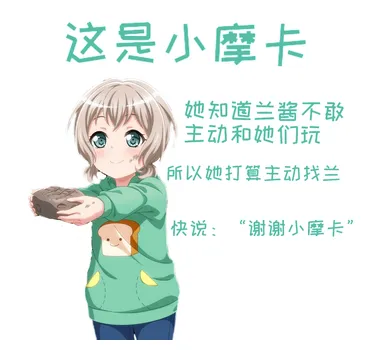 这是小摩卡
她知道兰酱不敢
主动和她们玩
所以她打算主动找兰
快说：“谢谢小摩卡”